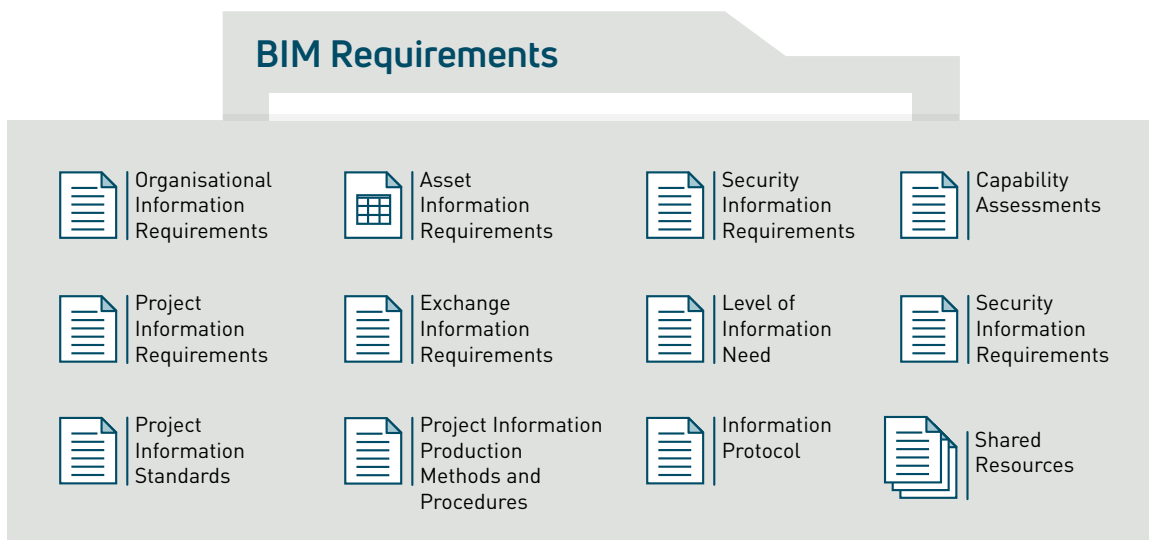 BIM Requirements
Organisational
Information
Requirements
Asset
Information
Requirements
Security
Information
Requirements
Capability
Assessments
Project
Information
Requirements
Exchange
Information
Requirements
Level of
Information
Need
Security
Information
Requirements
Project
Information
Standards
Project Information
Production
Methods and
Procedures
Information
Protocol
Shared
Resources